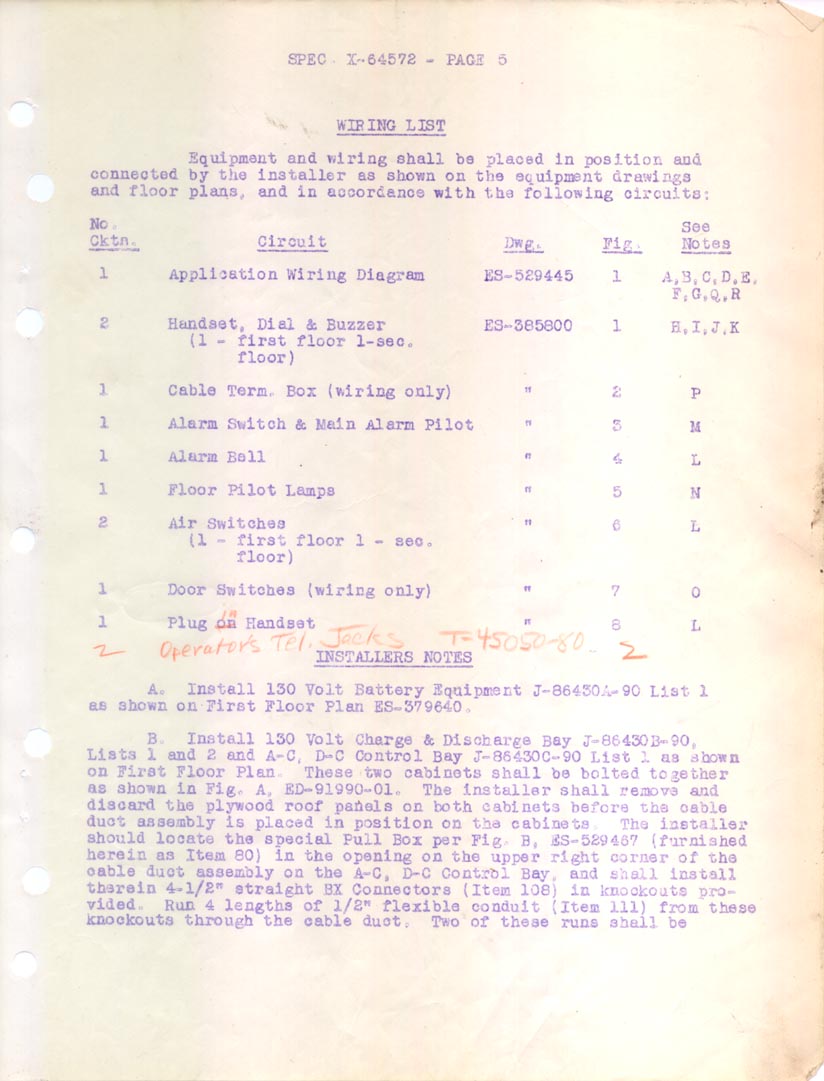 SPEC. X-64572 - PAGE 5
WIRING LIST
Equipment and wiring shall be placed in position and
connected by the installer as shown on the equipment drawings
and floor plans, and in accordance with the following circuits:
No. See
Cktn. Circuit Dwg. Fig. Notes
1 Application Wiring Diagram ES-529445 1 A,B,C,D,E,
F,G,Q,R
2 Handset, Dial & Buzzer ES-385800 1 H,I,J,K
(1 - first floor 1-sec.
floor)
1 Cable Term. Box (wiring only) " 2 P
1 Alarm Switch & Main Alarm Pilot " 3 M
1 Alarm Bell " 4 L
1 Floor Pilot Lamps " 5 N
2 Air Switches " 6 L
(1 - first floor 1 - sec.
floor)
1 Door Switches (wiring only) " 7 O
in
1 Plug on Handset " 8 L
2 Operators Tel. Jacks T-45050-80 2
INSTALLERS NOTES
A. Install 130 Volt Battery Equipment J-86430A-90 List 1
as shown on First Floor Plan ES-379640.
B. Install 130 Volt Charge & Discharge Bay J-86430B-90,
Lists 1 and 2 and A-C, D-C Control Bay J-86430C-90 List 1 as shown
on First Floor Plan. These two cabinets shall be bolted together
as shown in Fig. A, ED-91990-01. The installer shall remove and
discard the plywood roof panels on both cabinets before the cable
duct assembly is placed in position on the cabinets. The installer
should locate the special Pull Box per Fig. B, ES-529467 (furnished
herein as Item 80) in the opening on the upper right corner of the
cable duct assembly on the A-C, D-C Control Bay, and shall install
therein 4-1/2" straight BX Connectors (Item 108) in knockouts pro-
vided. Run 4 lengths of 1/2" flexible conduit (Item 111) from these
knockouts through the cable duct. Two of these runs shall be